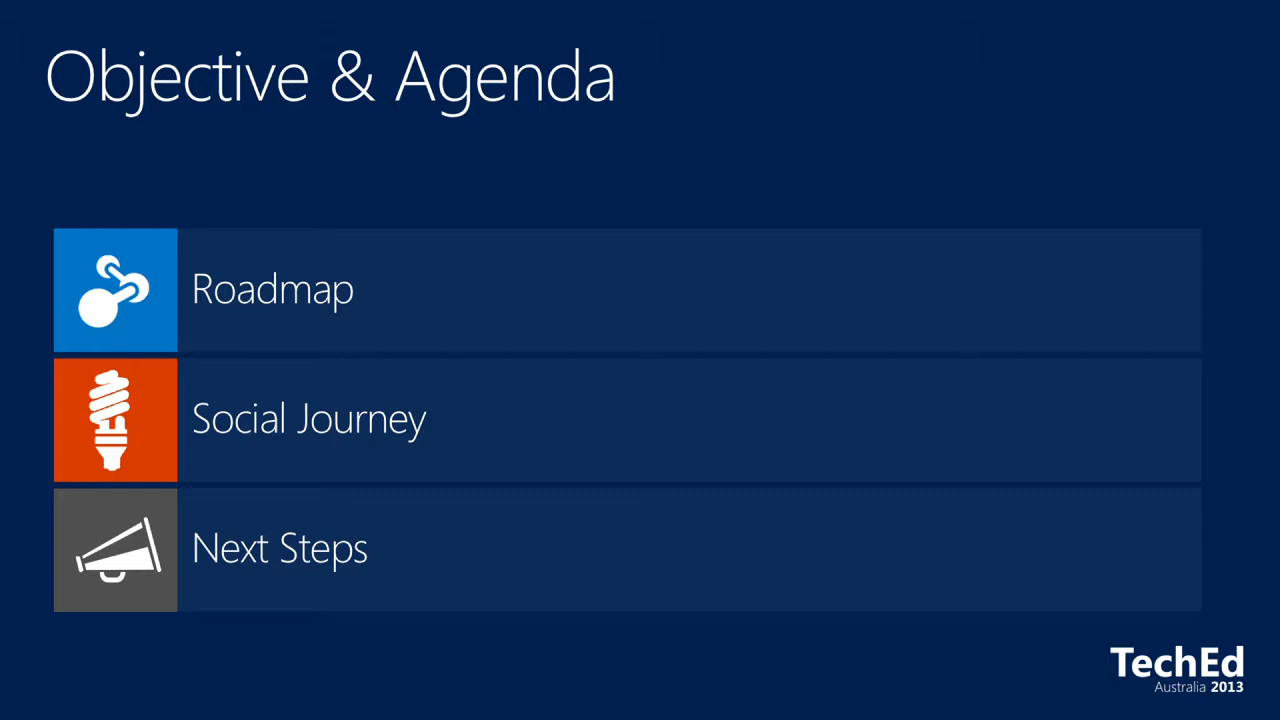 Objective & Agenda
Roadmap
Social Journey
Next Steps
TechEd
Australia 2013